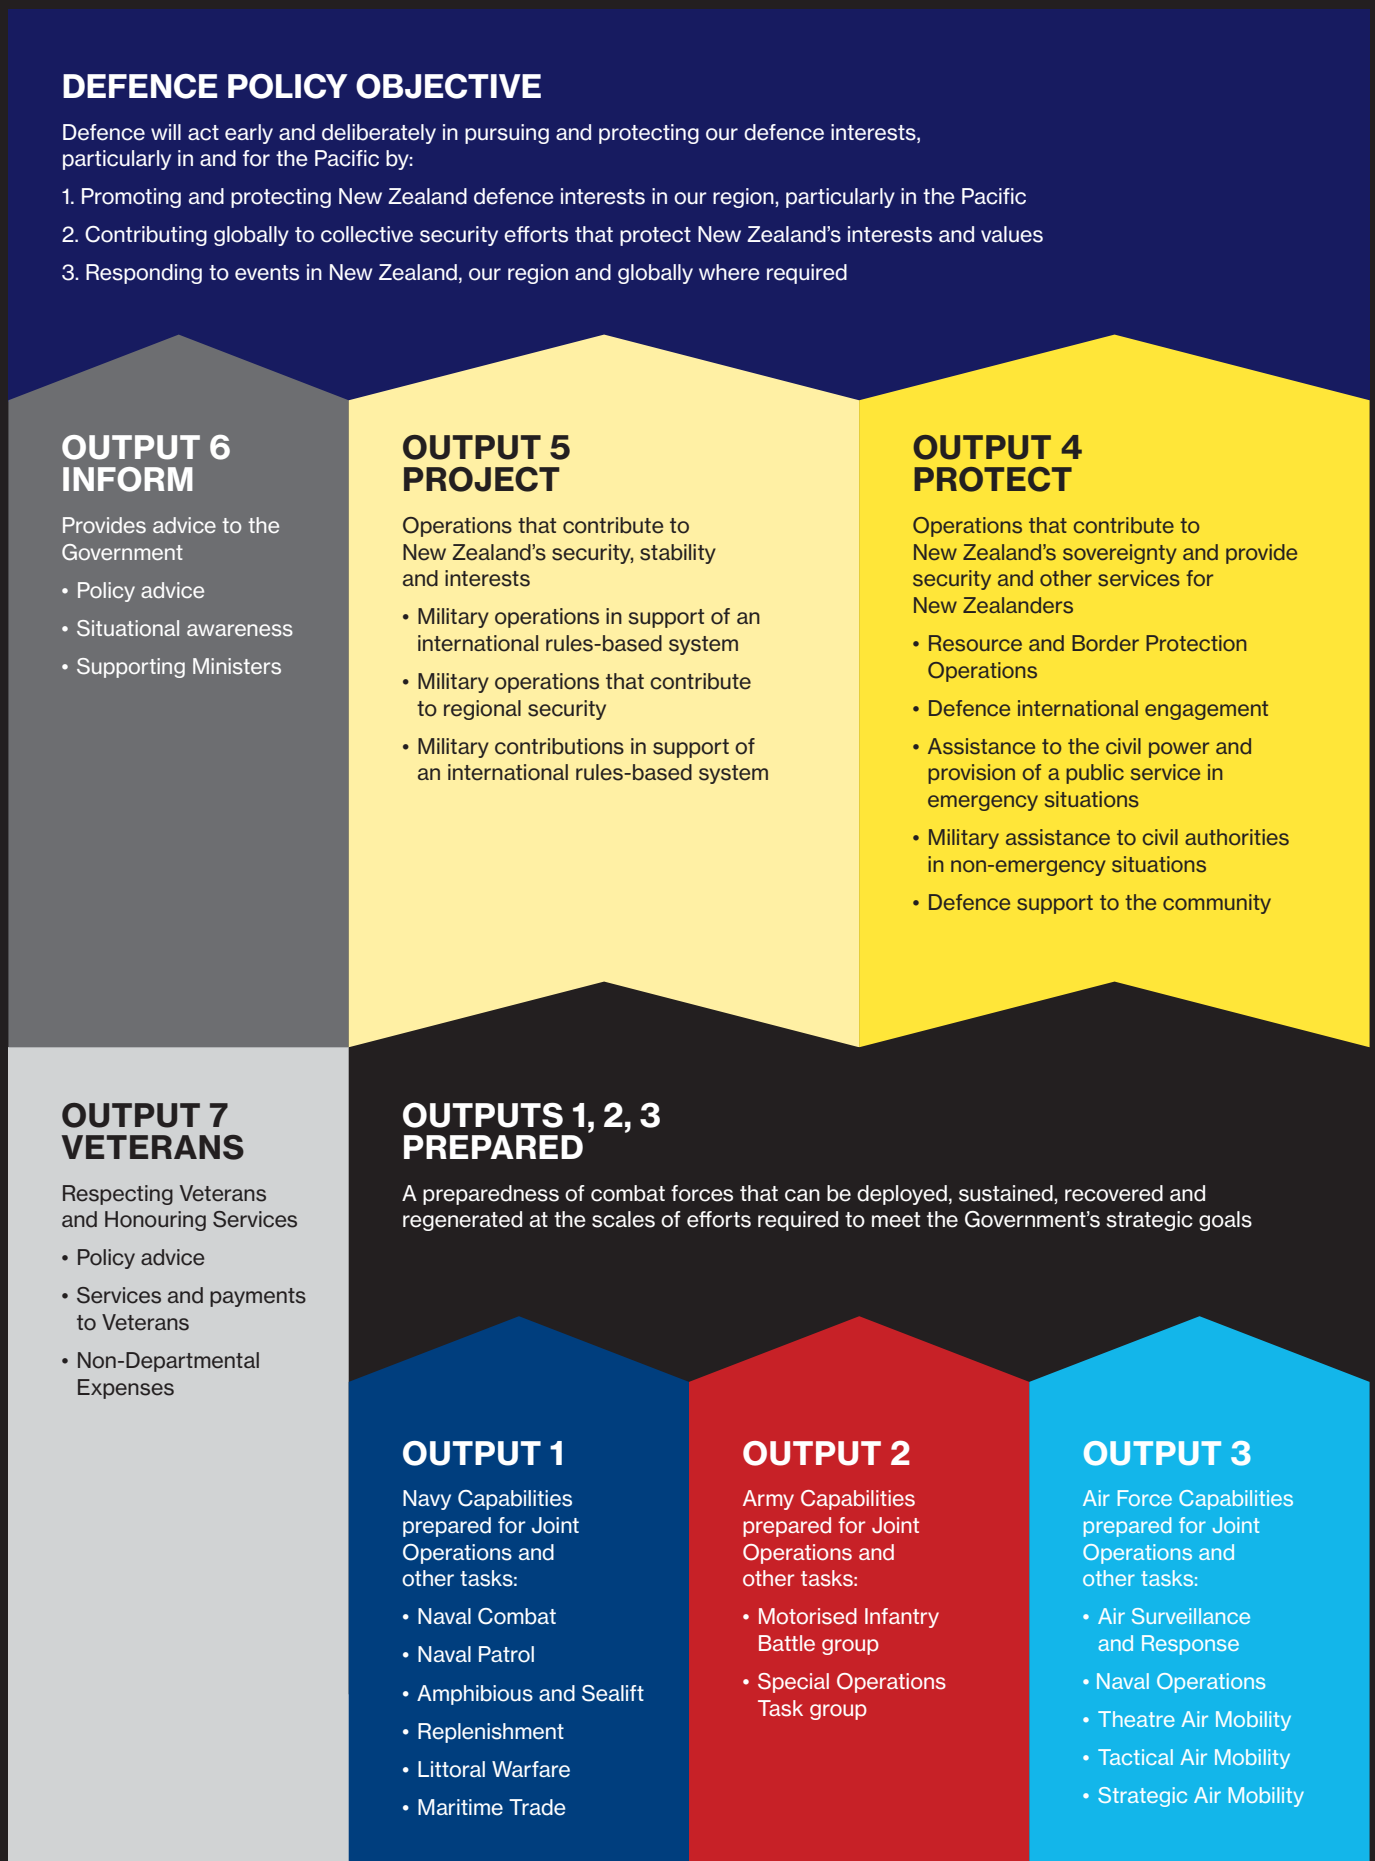 DEFENCE POLICY OBJECTIVE
Defence will act early and deliberately in pursuing and protecting our defence interests,
particularly in and for the Pacific by:
1. Promoting and protecting New Zealand defence interests in our region, particularly in the Pacific
2. Contributing globally to collective security efforts that protect New Zealand’s interests and values
3. Responding to events in New Zealand, our region and globally where required
OUTPUT 6
INFORM
Provides advice to the
Government
• Policy advice
• Situational awareness
• Supporting Ministers
OUTPUT 5
PROJECT
Operations that contribute to
New Zealand’s security, stability
and interests
• Military operations in support of an
international rules-based system
• Military operations that contribute
to regional security
• Military contributions in support of
an international rules-based system
OUTPUT 4
PROTECT
Operations that contribute to
New Zealand’s sovereignty and provide
security and other services for
New Zealanders
• Resource and Border Protection
Operations
• Defence international engagement
• Assistance to the civil power and
provision of a public service in
emergency situations
• Military assistance to civil authorities
in non-emergency situations
• Defence support to the community
OUTPUT 7
VETERANS
Respecting Veterans
and Honouring Services
• Policy advice
• Services and payments
to Veterans
• Non-Departmental
Expenses
OUTPUTS 1, 2, 3
PREPARED
A preparedness of combat forces that can be deployed, sustained, recovered and
regenerated at the scales of efforts required to meet the Government’s strategic goals
OUTPUT 1
Navy Capabilities
prepared for Joint
Operations and
other tasks:
• Naval Combat
• Naval Patrol
• Amphibious and Sealift
• Replenishment
• Littoral Warfare
• Maritime Trade
OUTPUT 2
Army Capabilities
prepared for Joint
Operations and
other tasks:
• Motorised Infantry
Battle group
• Special Operations
Task group
OUTPUT 3
Air Force Capabilities
prepared for Joint
Operations and
other tasks:
• Air Surveillance
and Response
• Naval Operations
• Theatre Air Mobility
• Tactical Air Mobility
• Strategic Air Mobility